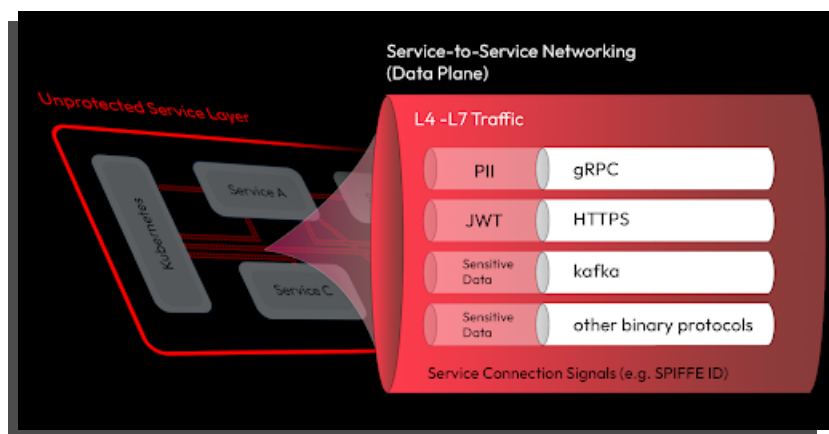 Service-to-Service Networking
(Data Plane)
Unprotected Service Layer
L4 -L7 Traffic
PII
gRPC
Service A
JWT
HTTPS
Kubernetes
Sensitive
Data
kafka
Service C
Sensitive
Data
other binary protocols
Service Connection Signals (e.g. SPIFFE ID)